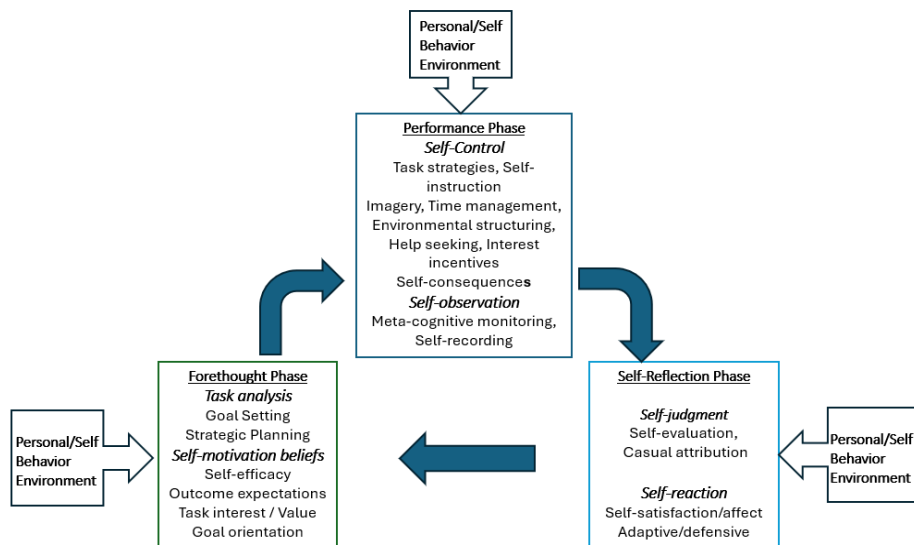 Personal/Self
Behavior
Environment
Performance Phase
Self-Control
Task strategies, Self-
instruction
Imagery, Time management,
Environmental structuring,
Help seeking, Interest
incentives
Self-consequences
Self-observation
Meta-cognitive monitoring,
Self-recording
Forethought Phase
Task analysis
Goal Setting
Strategic Planning
Self-motivation beliefs
Self-efficacy
Outcome expectations
Task interest / Value
Goal orientation
Self-Reflection Phase
Self-judgment
Self-evaluation,
Casual attribution
Self-reaction
Self-satisfaction/affect
Adaptive/defensive
Personal/Self
Behavior
Environment
Personal/Self
Behavior
Environment